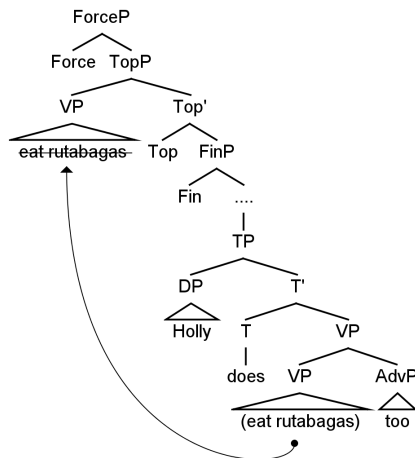 ForceP
Force TopP
VP Top'
eat rutabagas Top FinP
Fin ....
TP
DP T'
Holly T VP
does VP AdvP
(eat rutabagas) too